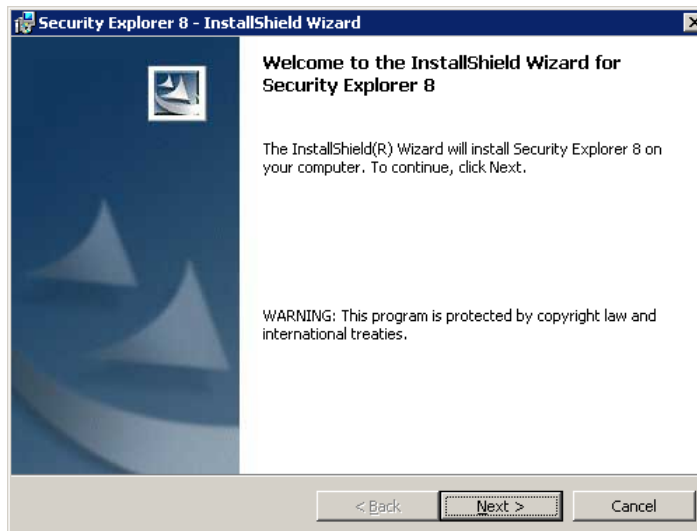 Security Explorer 8 - InstallShield Wizard
Welcome to the InstallShield Wizard for
Security Explorer 8
The InstallShield(R) Wizard will install Security Explorer 8 on
your computer. To continue, click Next.
WARNING: This program is protected by copyright law and
international treaties.
< Back
Next >
Cancel